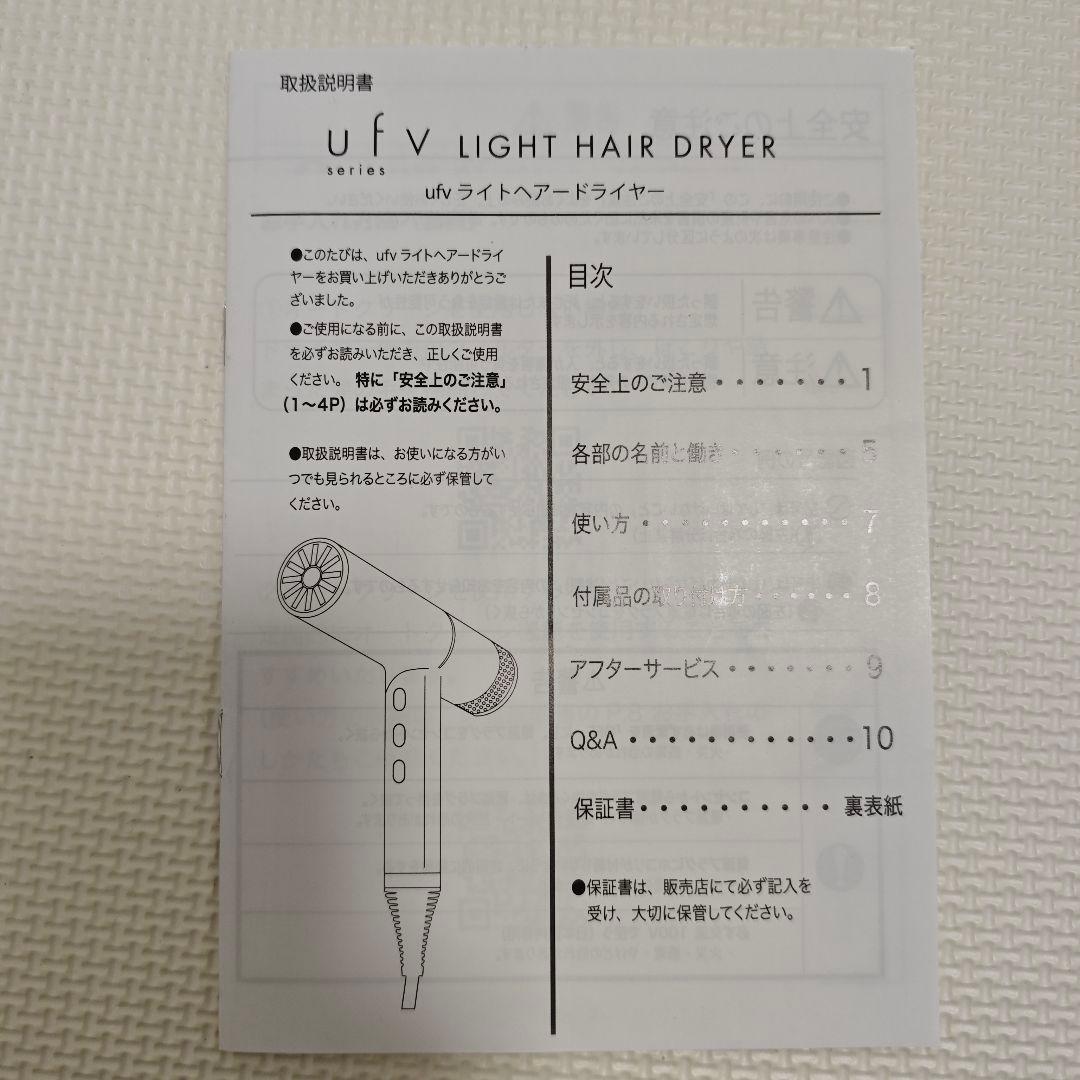 取扱説明書
ufv LIGHT HAIR DRYER
series
ufv ライトヘアードライヤー
●このたびは、ufv ライトヘアードライ
ヤーをお買い上げいただきありがとうご
ざいました。
●ご使用になる前に、この取扱説明書
を必ずお読みいただき、正しくご使用
ください。 特に「安全上のご注意」
（1～4P）は必ずお読みください。
●取扱説明書は、お使いになる方がい
つでも見られるところに必ず保管して
ください。
目次
安全上のご注意・・・・・・・1
各部の名前と働き・・・・・・・5
使い方・・・・・・・・・・・7
付属品の取り付け方・・・・・・8
アフターサービス・・・・・・・9
Q&A・・・・・・・・・・・・10
保証書・・・・・・・・・・裏表紙
●保証書は、販売店にて必ず記入を
受け、大切に保管してください。